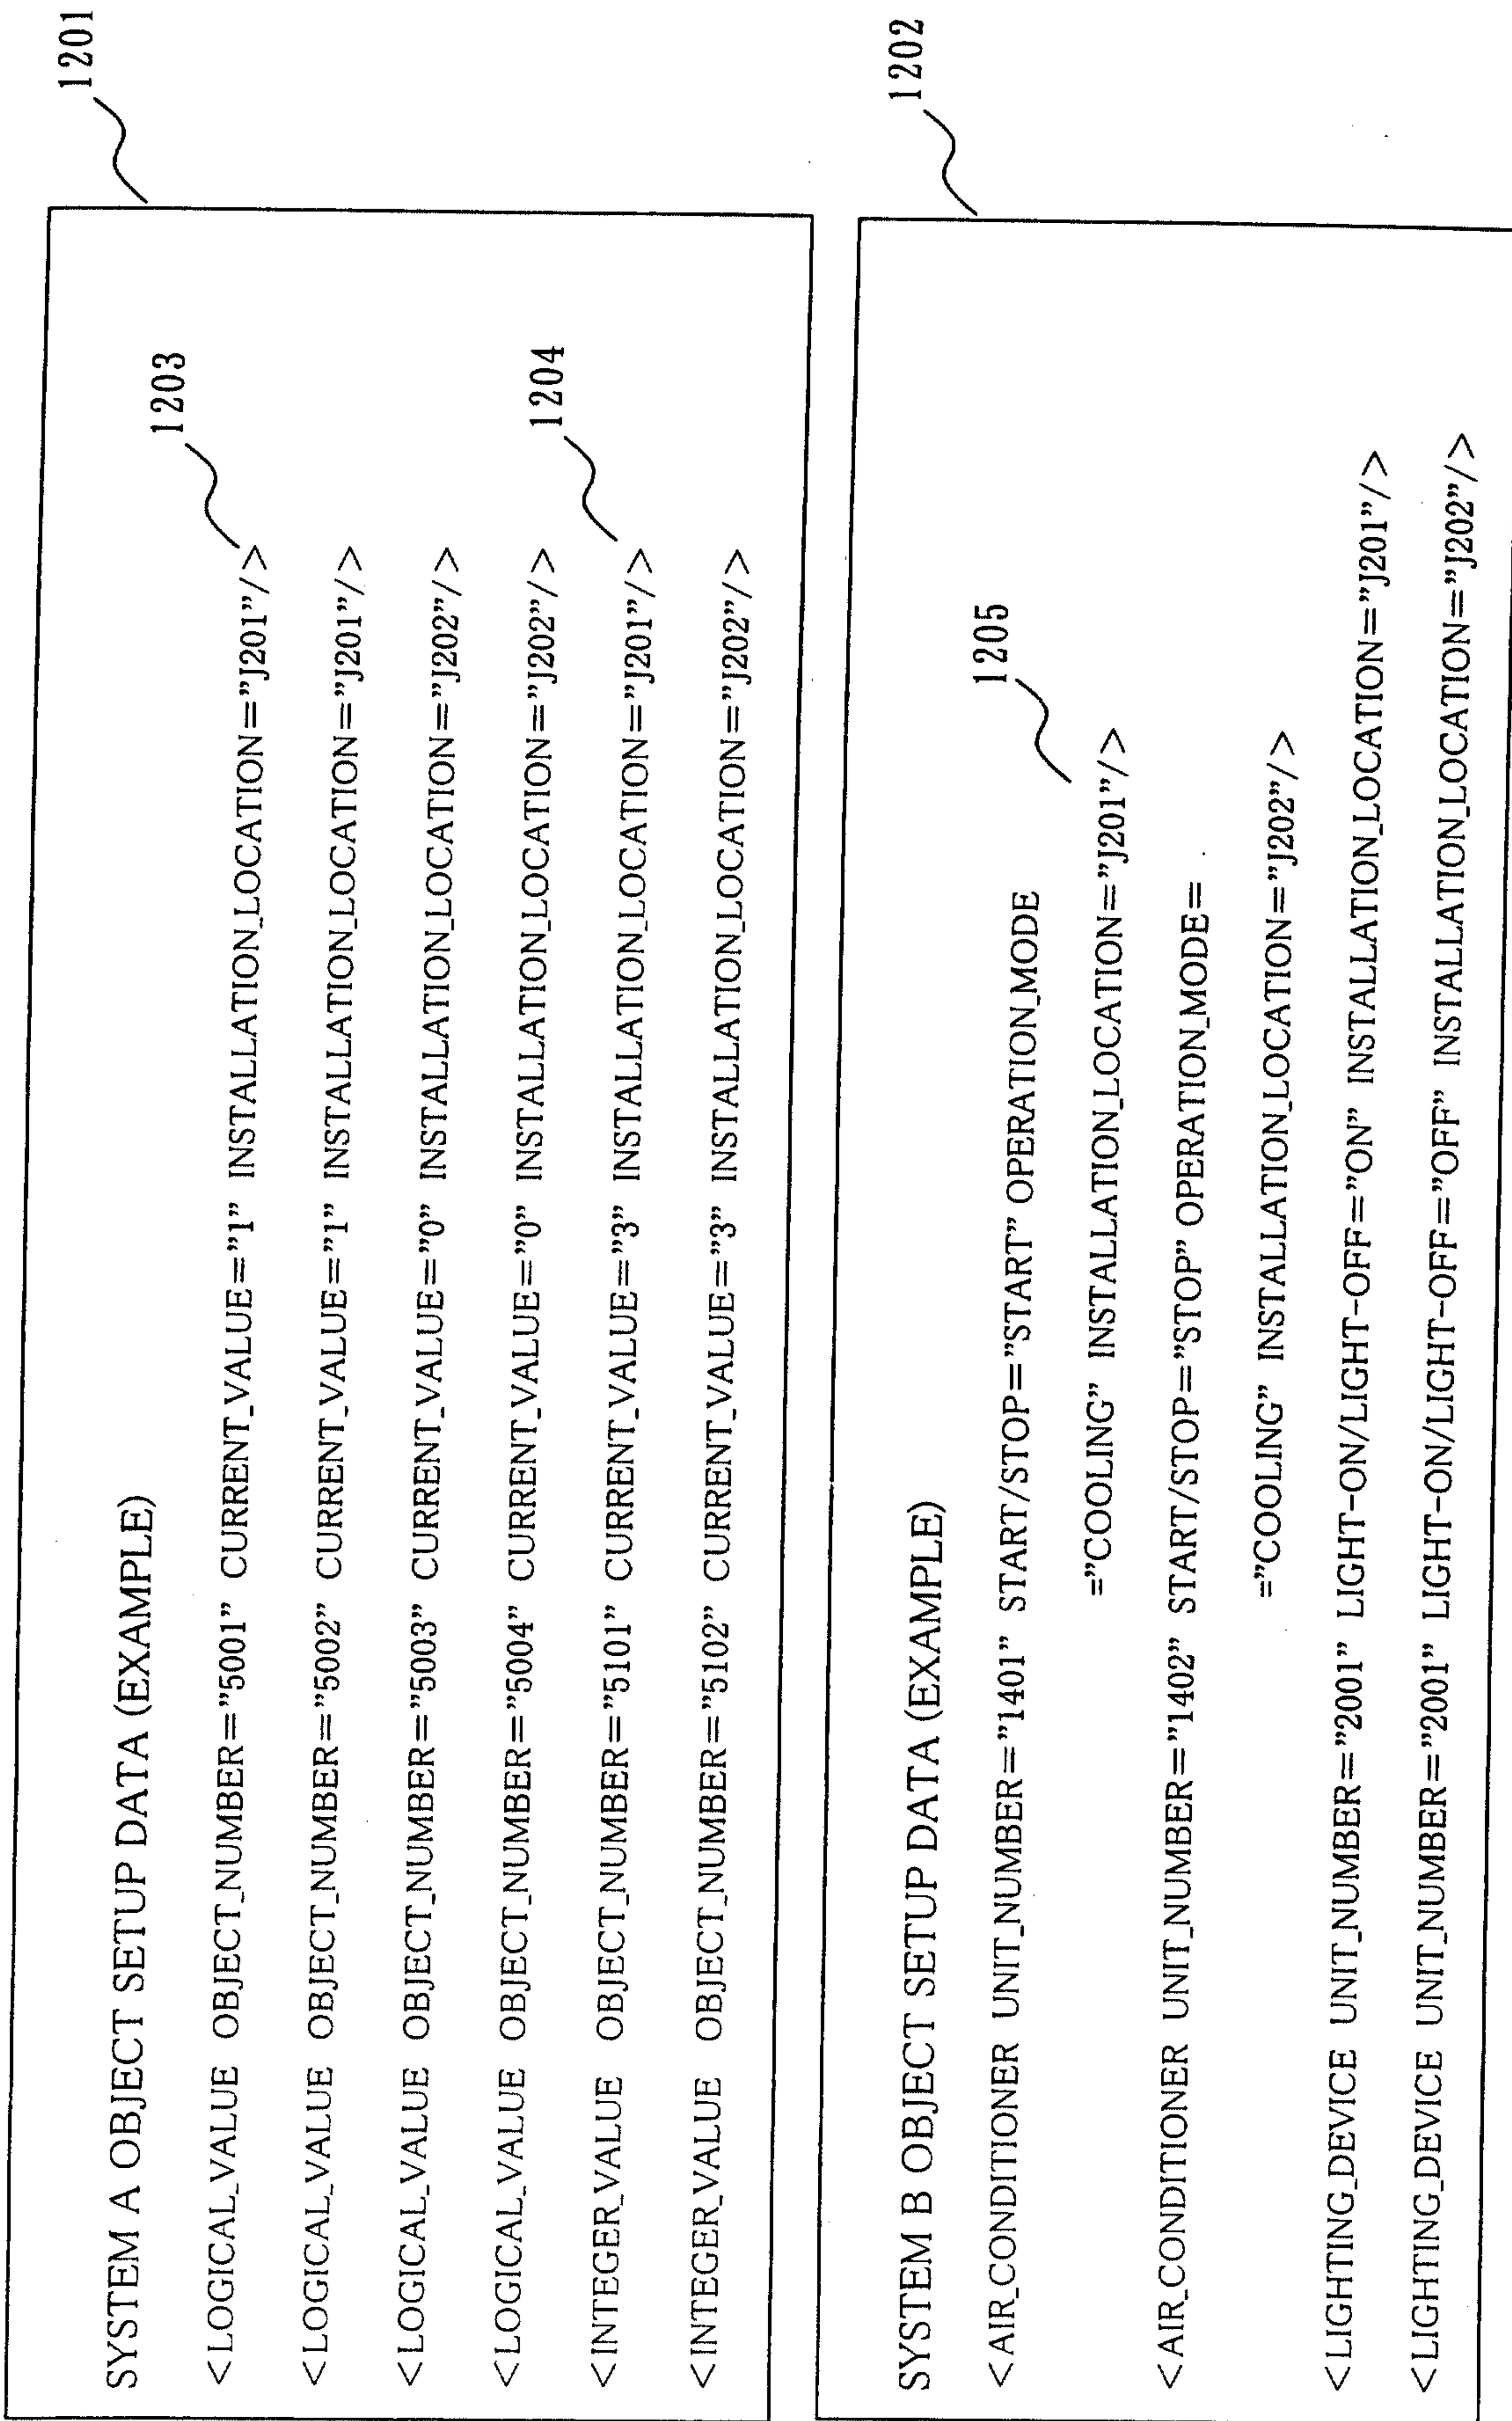 1201
SYSTEM A OBJECT SETUP DATA (EXAMPLE)
1203
<LOGICAL_VALUE OBJECT_NUMBER="5001" CURRENT_VALUE="1" INSTALLATION_LOCATION="J201"/>
<LOGICAL_VALUE OBJECT_NUMBER="5002" CURRENT_VALUE="1" INSTALLATION_LOCATION="J201"/>
<LOGICAL_VALUE OBJECT_NUMBER="5003" CURRENT_VALUE="0" INSTALLATION_LOCATION="J202"/>
<LOGICAL_VALUE OBJECT_NUMBER="5004" CURRENT_VALUE="0" INSTALLATION_LOCATION="J202"/>
1204
<INTEGER_VALUE OBJECT_NUMBER="5101" CURRENT_VALUE="3" INSTALLATION_LOCATION="J201"/>
<INTEGER_VALUE OBJECT_NUMBER="5102" CURRENT_VALUE="3" INSTALLATION_LOCATION="J202"/>
1202
SYSTEM B OBJECT SETUP DATA (EXAMPLE)
1205
<AIR_CONDITIONER UNIT_NUMBER="1401" START/STOP="START" OPERATION_MODE
="COOLING" INSTALLATION_LOCATION="J201"/>
<AIR_CONDITIONER UNIT_NUMBER="1402" START/STOP="STOP" OPERATION_MODE=
="COOLING" INSTALLATION_LOCATION="J202"/>
<LIGHTING_DEVICE UNIT_NUMBER="2001" LIGHT-ON/LIGHT-OFF="ON" INSTALLATION_LOCATION="J201"/>
<LIGHTING_DEVICE UNIT_NUMBER="2001" LIGHT-ON/LIGHT-OFF="OFF" INSTALLATION_LOCATION="J202"/>